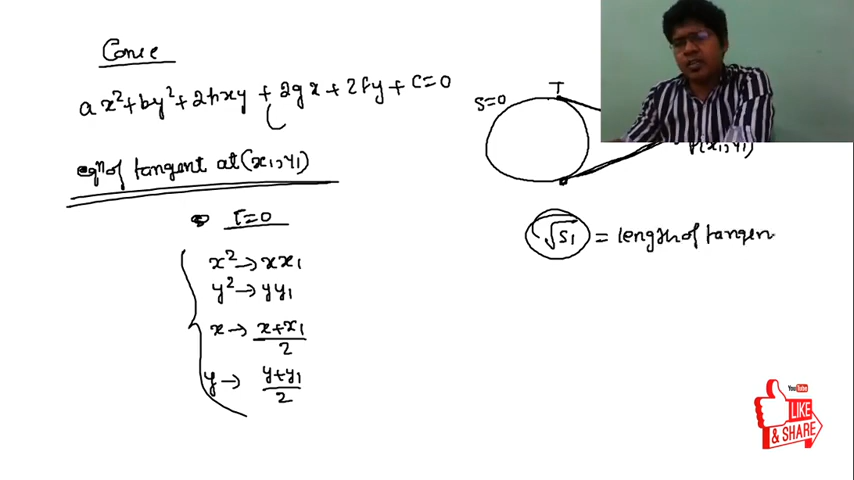 Conic
ax²+by²+2hxy+2gx+2fy+c=0
eqⁿ of tangent at (x₁,y₁)
T=0
x²→xx₁
y²→yy₁
x→ x+x₁/2
y→ y+y₁/2
S=0
T
P(x₁,y₁)
√S₁ = length of tangen
YouTube
LIKE
& SHARE